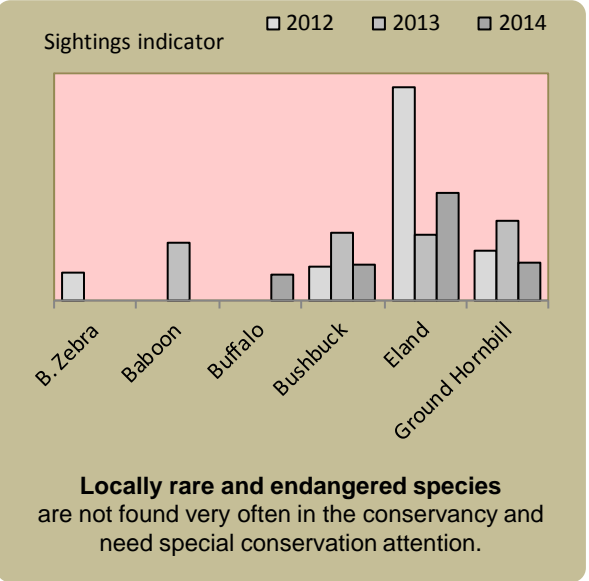 2012 2013 2014
Sightings indicator
B. Zebra
Baboon
Buffalo
Bushbuck
Eland
Ground Hornbill
Locally rare and endangered species
are not found very often in the conservancy and
need special conservation attention.